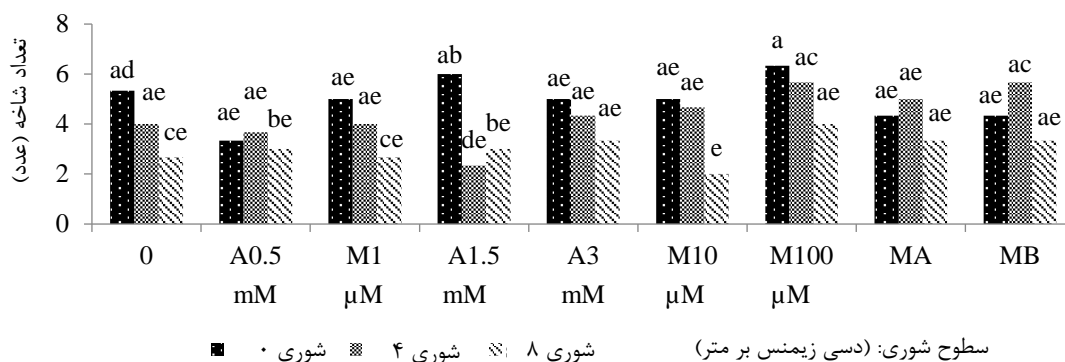 تعداد شاخه (عدد)
8
6
4
2
0
ad ae ce
ae ae be
ae ae ce
ab de be
ae ae ae
ae ae e
a ac ae
ae ae ae
ae ac ae
0 A0.5 M1 A1.5 A3 M10 M100 MA MB
mM µM mM mM µM µM
سطوح شوری: (دسی زیمنس بر متر) شوری ۸ شوری ۴ شوری ۰